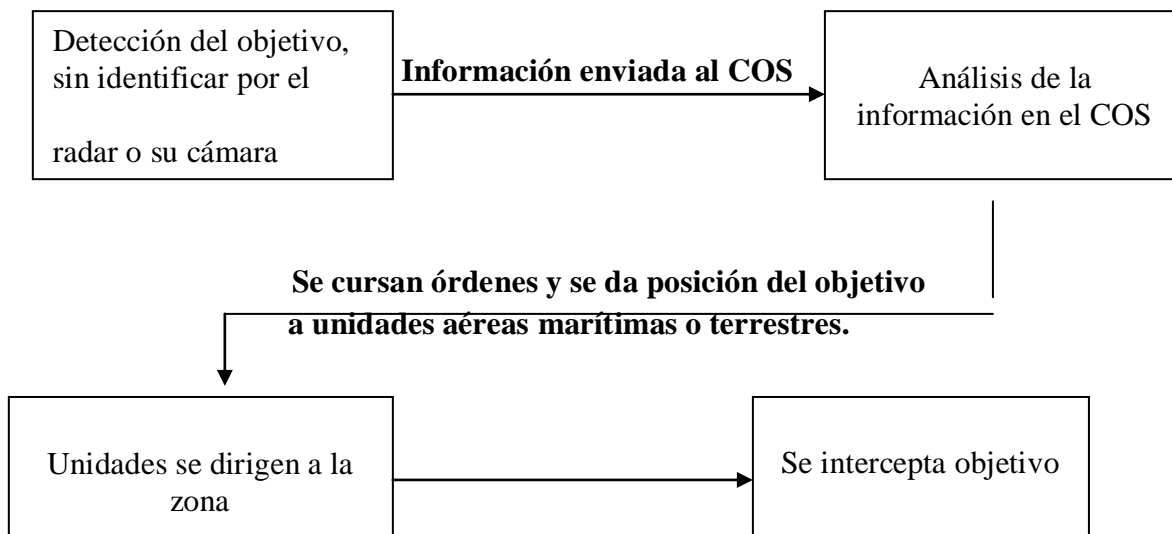 Detección del objetivo,
sin identificar por el
radar o su cámara
Información enviada al COS
Análisis de la
información en el COS
Se cursan órdenes y se da posición del objetivo
a unidades aéreas marítimas o terrestres.
Unidades se dirigen a la
zona
Se intercepta objetivo